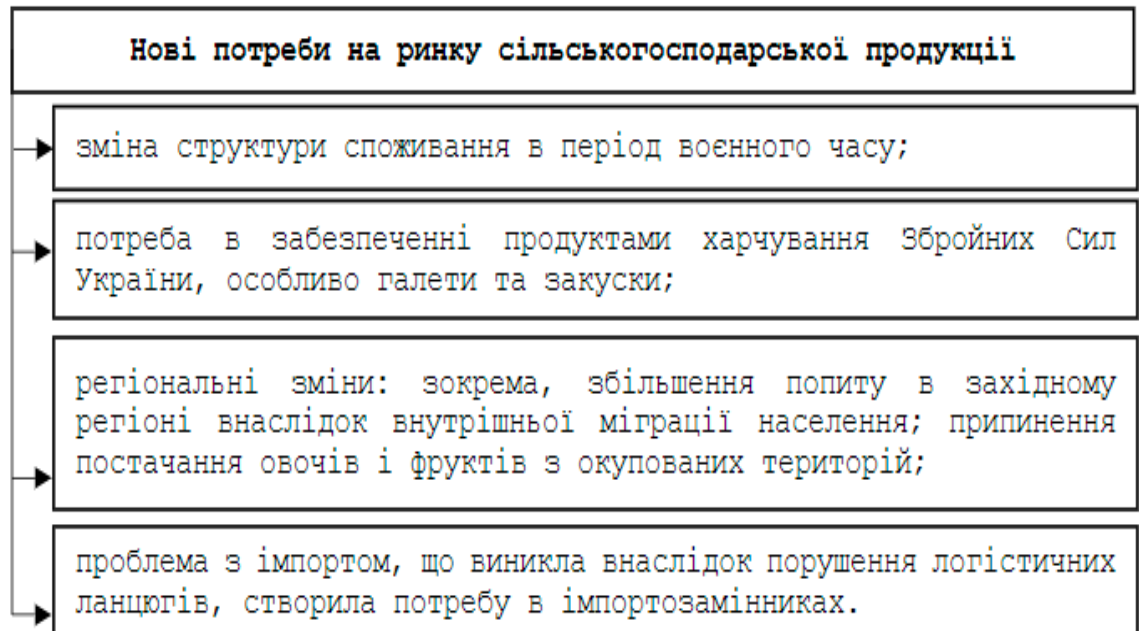 Нові потреби на ринку сільськогосподарської продукції
зміна структури споживання в період воєнного часу;
потреба в забезпеченні продуктами харчування Збройних Сил
України, особливо галети та закуски;
регіональні зміни: зокрема, збільшення попиту в західному
регіоні внаслідок внутрішньої міграції населення; припинення
постачання овочів і фруктів з окупованих територій;
проблема з імпортом, що виникла внаслідок порушення логістичних
ланцюгів, створила потребу в імпортозамінниках.